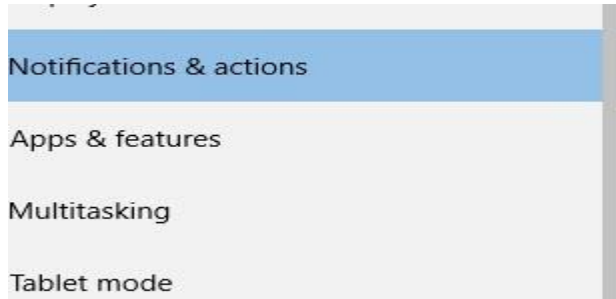 Notifications & actions
Apps & features
Multitasking
Tablet mode